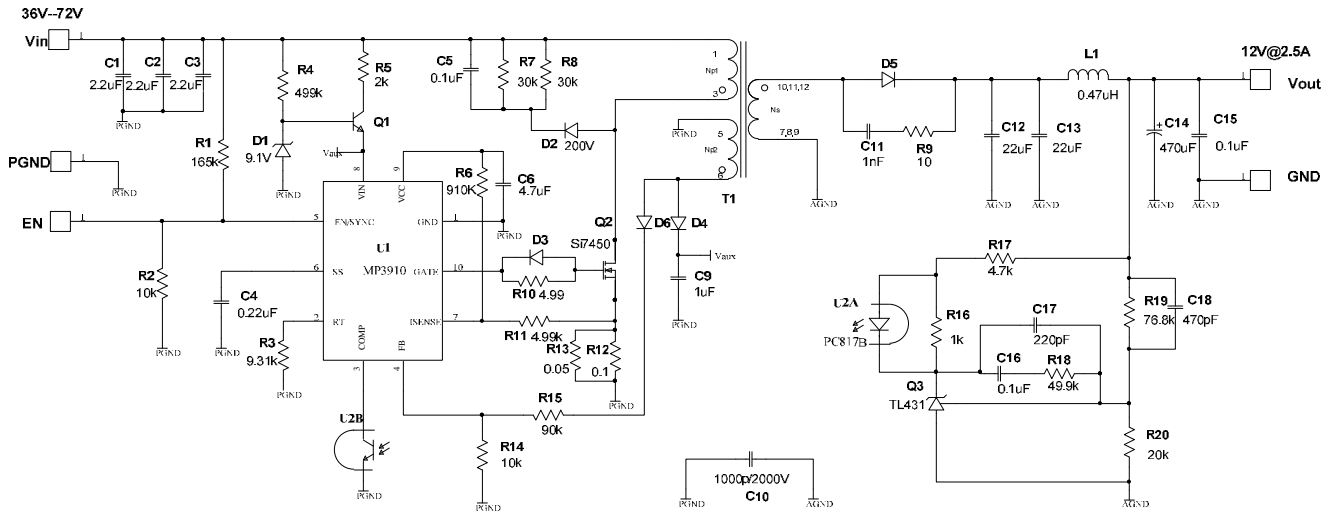 36V--72V
Vin
1
C1
2.2uF
C2
2.2uF
C3
2.2uF
PGND
R4
499k
R5
2k
Q1
D1
9.1V
PGND
Vaux
R1
165k
PGND
1
PGND
EN
1
R2
10k
PGND
C5
0.1uF
R7
30k
R8
30k
D2
200V
1
Np1
3
PGND
5
Np2
6
T1
10,11,12
Ns
7,8,9
D5
C11
1nF
R9
10
AGND
C12
22uF
AGND
C13
22uF
AGND
L1
0.47uH
12V@2.5A
1
Vout
C14
470uF
AGND
C15
0.1uF
AGND
1
GND
8
VIN
9
VCC
5
EN/SYNC
GND
1
U1
MP3910
6
SS
GATE
10
2
RT
ISENSE
7
COMP
FB
3
4
R6
910K
C6
4.7uF
PGND
C4
0.22uF
PGND
R3
9.31k
PGND
D3
R10
4.99
R11
4.99k
Q2
Si7450
R13
0.05
R12
0.1
PGND
D6
D4
Vaux
C9
1uF
PGND
R15
90k
R14
10k
PGND
U2B
PGND
1000p/2000V
C10
PGND
AGND
R17
4.7k
U2A
PC817B
R16
1k
C17
220pF
C16
0.1uF
R18
49.9k
Q3
TL431
R19
76.8k
C18
470pF
R20
20k
AGND